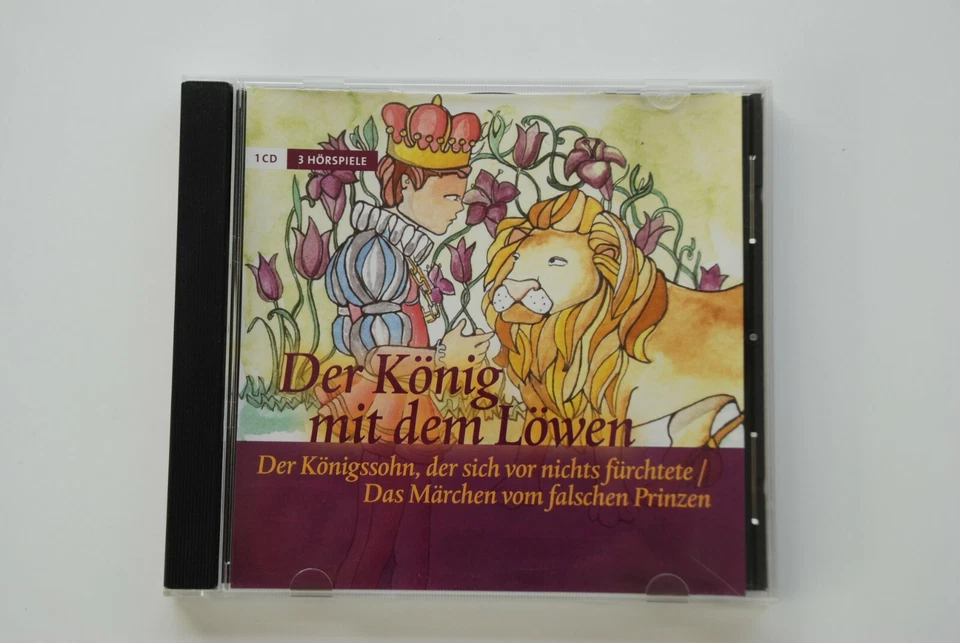 1 CD 3 HÖRSPIELE
Der König
mit dem Löwen
Der Königssohn, der sich vor nichts fürchtete /
Das Märchen vom falschen Prinzen